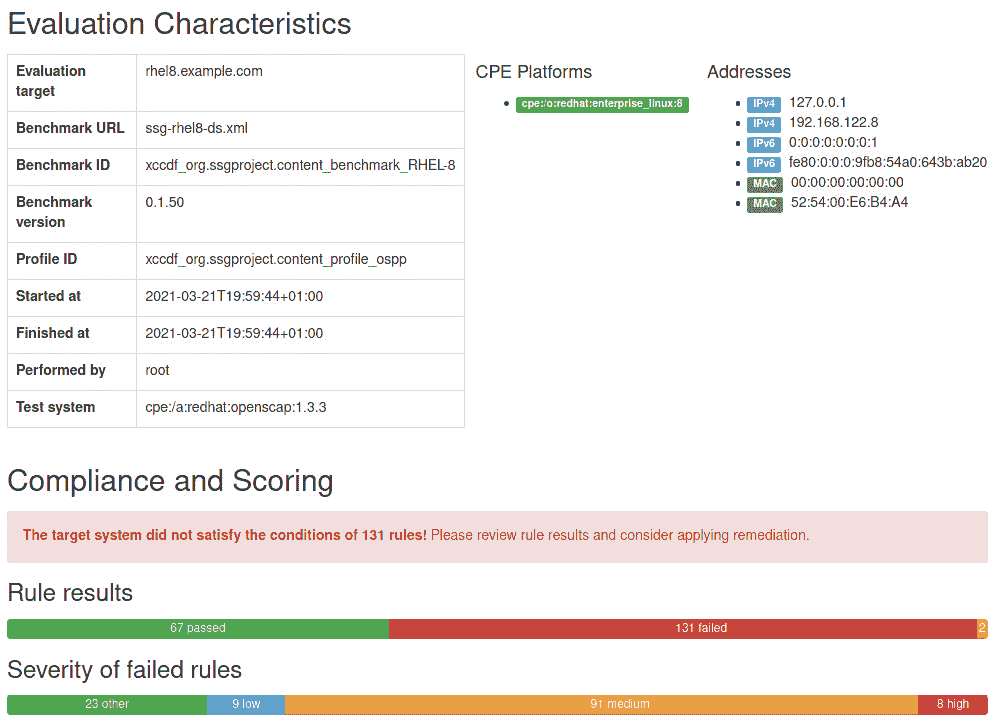 Evaluation Characteristics
Evaluation target
rhel8.example.com
Benchmark URL
ssg-rhel8-ds.xml
Benchmark ID
xccdf_org.ssgproject.content_benchmark_RHEL-8
Benchmark version
0.1.50
Profile ID
xccdf_org.ssgproject.content_profile_ospp
Started at
2021-03-21T19:59:44+01:00
Finished at
2021-03-21T19:59:44+01:00
Performed by
root
Test system
cpe:/a:redhat:openscap:1.3.3
CPE Platforms
cpe:/o:redhat:enterprise_linux:8
Addresses
IPv4 127.0.0.1
IPv4 192.168.122.8
IPv6 0:0:0:0:0:0:0:1
IPv6 fe80:0:0:0:9fb8:54a0:643b:ab20
MAC 00:00:00:00:00:00
MAC 52:54:00:E6:B4:A4
Compliance and Scoring
The target system did not satisfy the conditions of 131 rules! Please review rule results and consider applying remediation.
Rule results
67 passed 131 failed 2
Severity of failed rules
23 other 9 low 91 medium 8 high